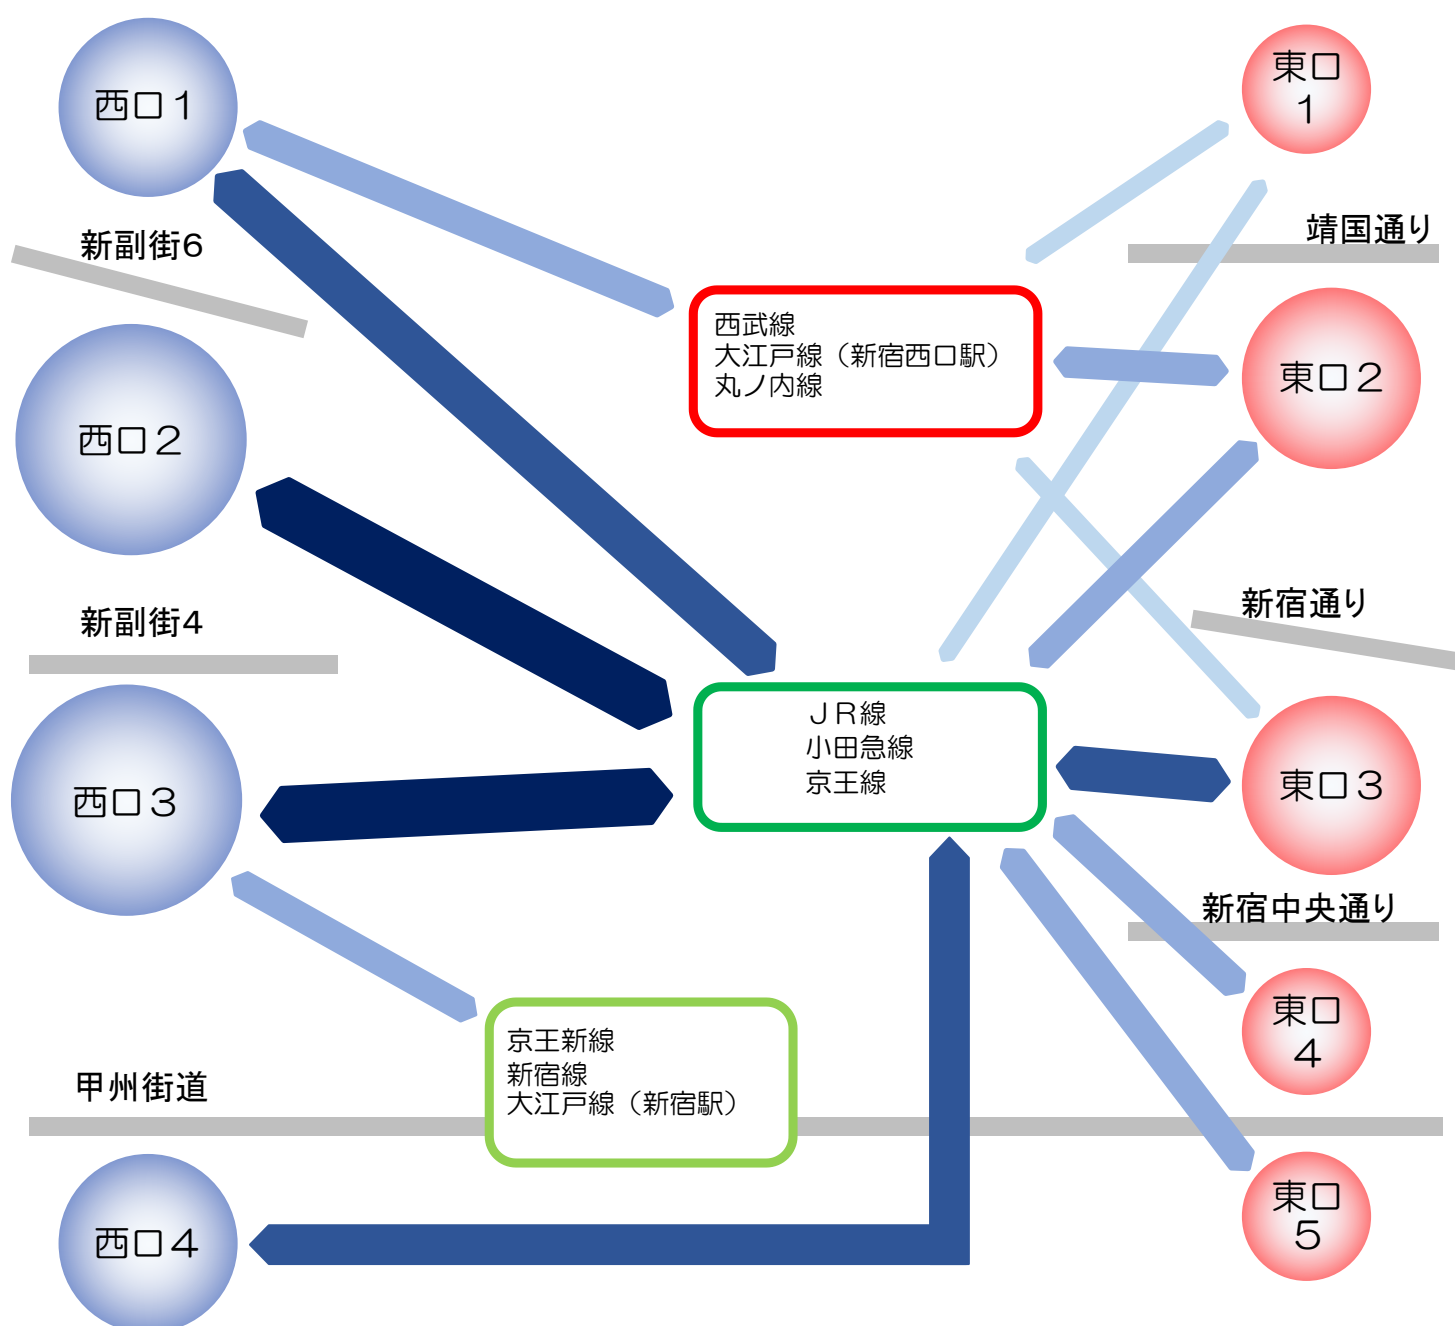 西口１
東口
１
新副街6
靖国通り
西武線
大江戸線（新宿西口駅）
丸ノ内線
東口２
西口２
新副街4
新宿通り
ＪＲ線
小田急線
京王線
西口３
東口３
新宿中央通り
東口
４
京王新線
新宿線
大江戸線（新宿駅）
甲州街道
西口４
東口
５